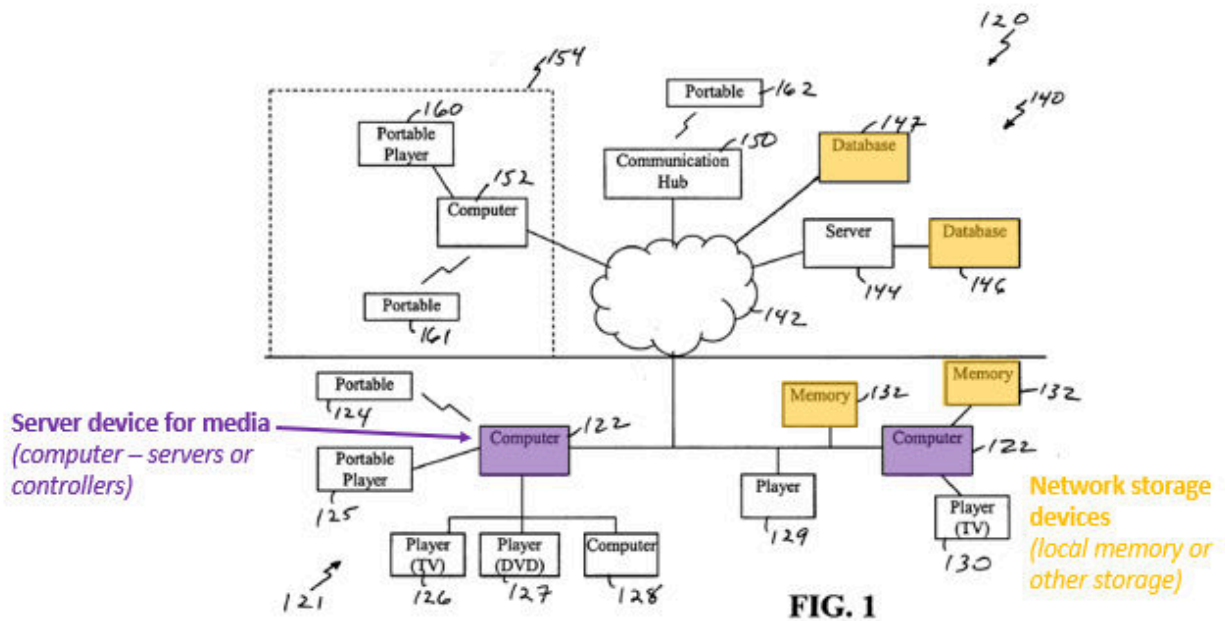 120
154
160
Portable
Player
Portable
162
140
150
Communication
Hub
147
Database
152
Computer
Server
144
Database
146
Portable
161
142
Portable
124
Memory
132
Memory
132
Server device for media
(computer – servers or
controllers)
Computer
122
Computer
122
Portable
Player
125
Player
129
Network storage
devices
(local memory or
other storage)
Player
(TV)
130
Player
(TV)
126
Player
(DVD)
127
Computer
128
121
FIG. 1